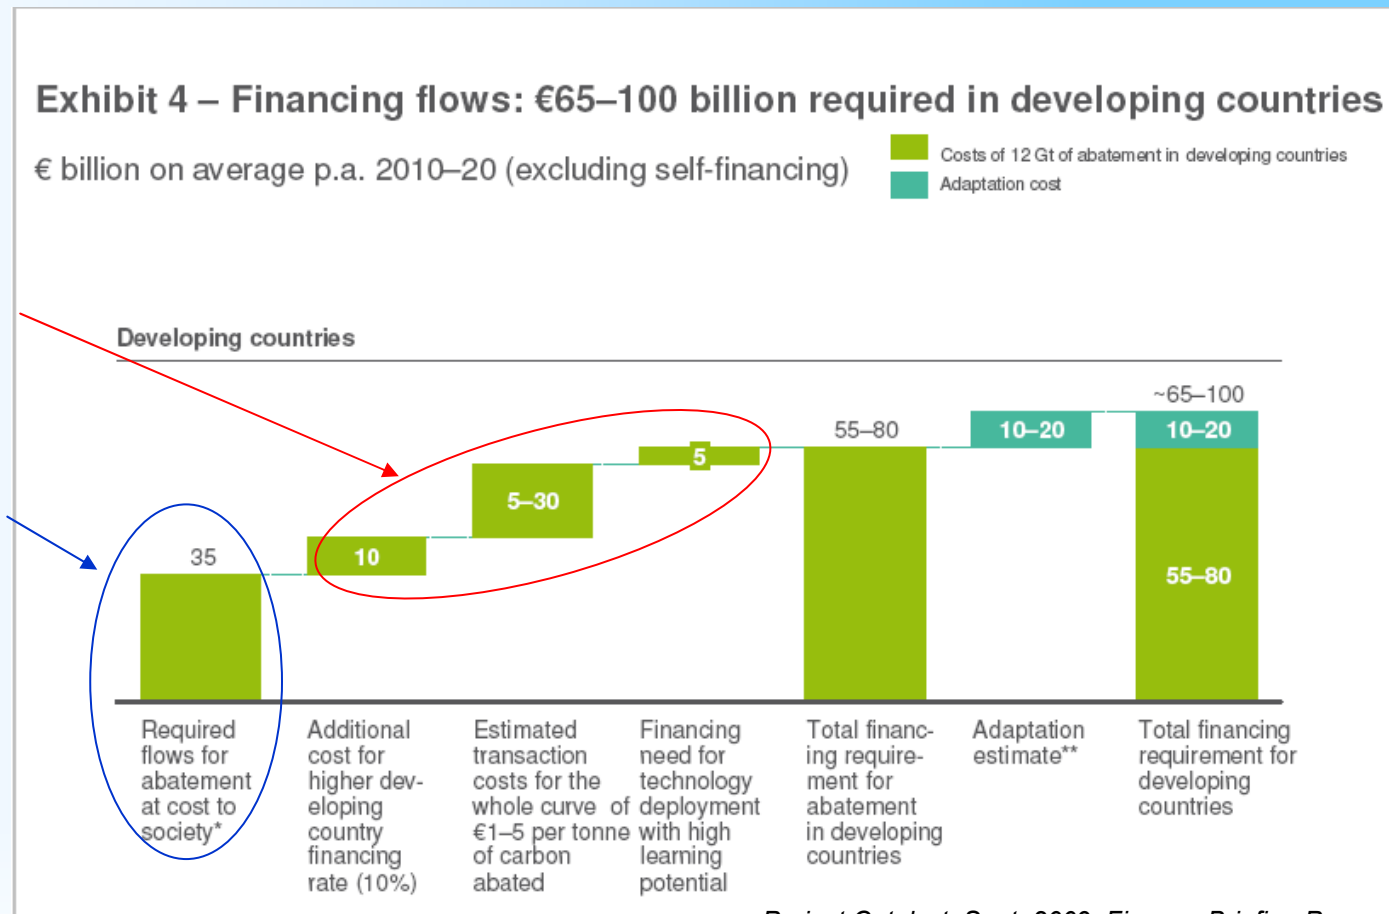 Exhibit 4 – Financing flows: €65–100 billion required in developing countries
€ billion on average p.a. 2010–20 (excluding self-financing)
Costs of 12 Gt of abatement in developing countries
Adaptation cost
Developing countries
35
10
5–30
5
55–80
10–20
~65–100
10–20
55–80
Required
flows for
abatement
at cost to
society*
Additional
cost for
higher dev-
eloping
country
financing
rate (10%)
Estimated
transaction
costs for the
whole curve of
€1–5 per tonne
of carbon
abated
Financing
need for
technology
deployment
with high
learning
potential
Total financ-
ing require-
ment for
abatement
in developing
countries
Adaptation
estimate**
Total financing
requirement for
developing
countries